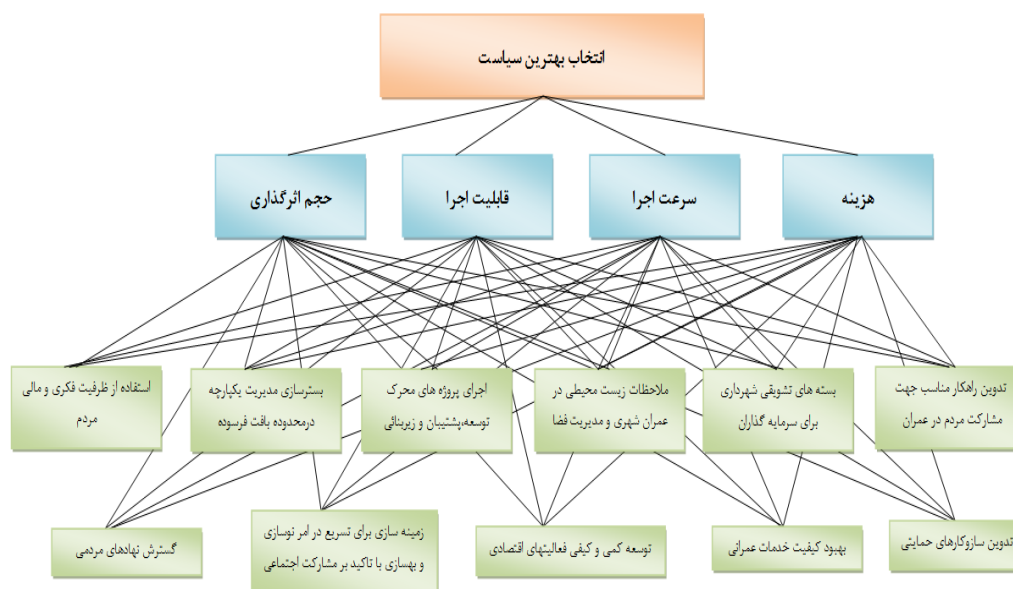 انتخاب بهترین سیاست
هزینه
سرعت اجرا
قابلیت اجرا
حجم اثرگذاری
تدوین راهکار مناسب جهت
مشارکت مردم در عمران
بسته های تشویقی شهرداری
برای سرمایه گذاران
ملاحظات زیست محیطی در
عمران شهری و مدیریت فضا
اجرای پروژه های محرک
توسعه،پشتیبان و زیربنائی
بسترسازی مدیریت یکپارچه
درمحدوده بافت فرسوده
استفاده از ظرفیت فکری و مالی
مردم
تدوین سازوکارهای حمایتی
بهبود کیفیت خدمات عمرانی
توسعه کمی و کیفی فعالیتهای اقتصادی
زمینه سازی برای تسریع در امر نوسازی
و بهسازی با تاکید بر مشارکت اجتماعی
گسترش نهادهای مردمی